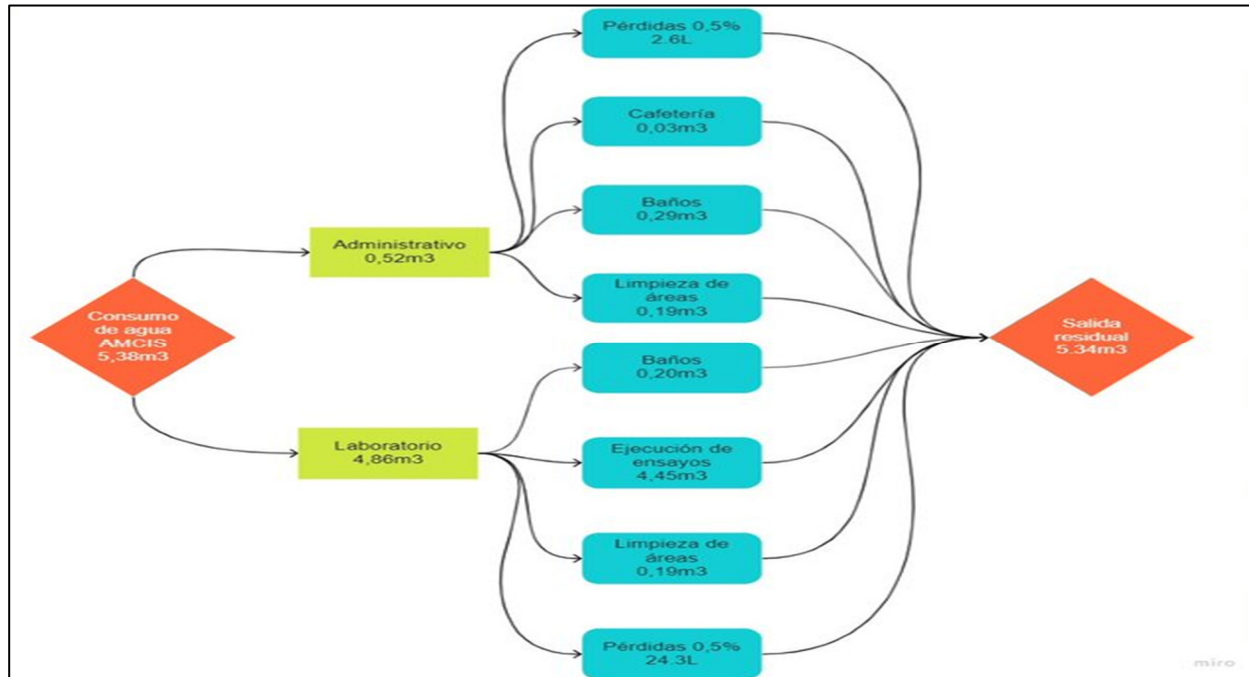 Pérdidas 0,5%
2.6L
Cafetería
0,03m3
Baños
0,29m3
Administrativo
0,52m3
Limpieza de
áreas
0,19m3
Consumo
de agua
AMCIS
5,38m3
Salida
residual
5.34m3
Baños
0,20m3
Laboratorio
4,86m3
Ejecución de
ensayos
4,45m3
Limpieza de
áreas
0,19m3
Pérdidas 0,5%
24.3L
miro